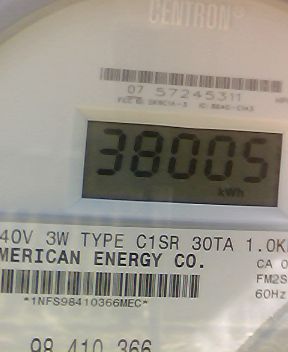 CENTRON®
07 57245311
38005
kWh
40V 3W TYPE C1SR 30TA 1.0K
MERICAN ENERGY CO.
CA 0
FM2S
*1NFS98410366MEC*
60Hz
98 410 366